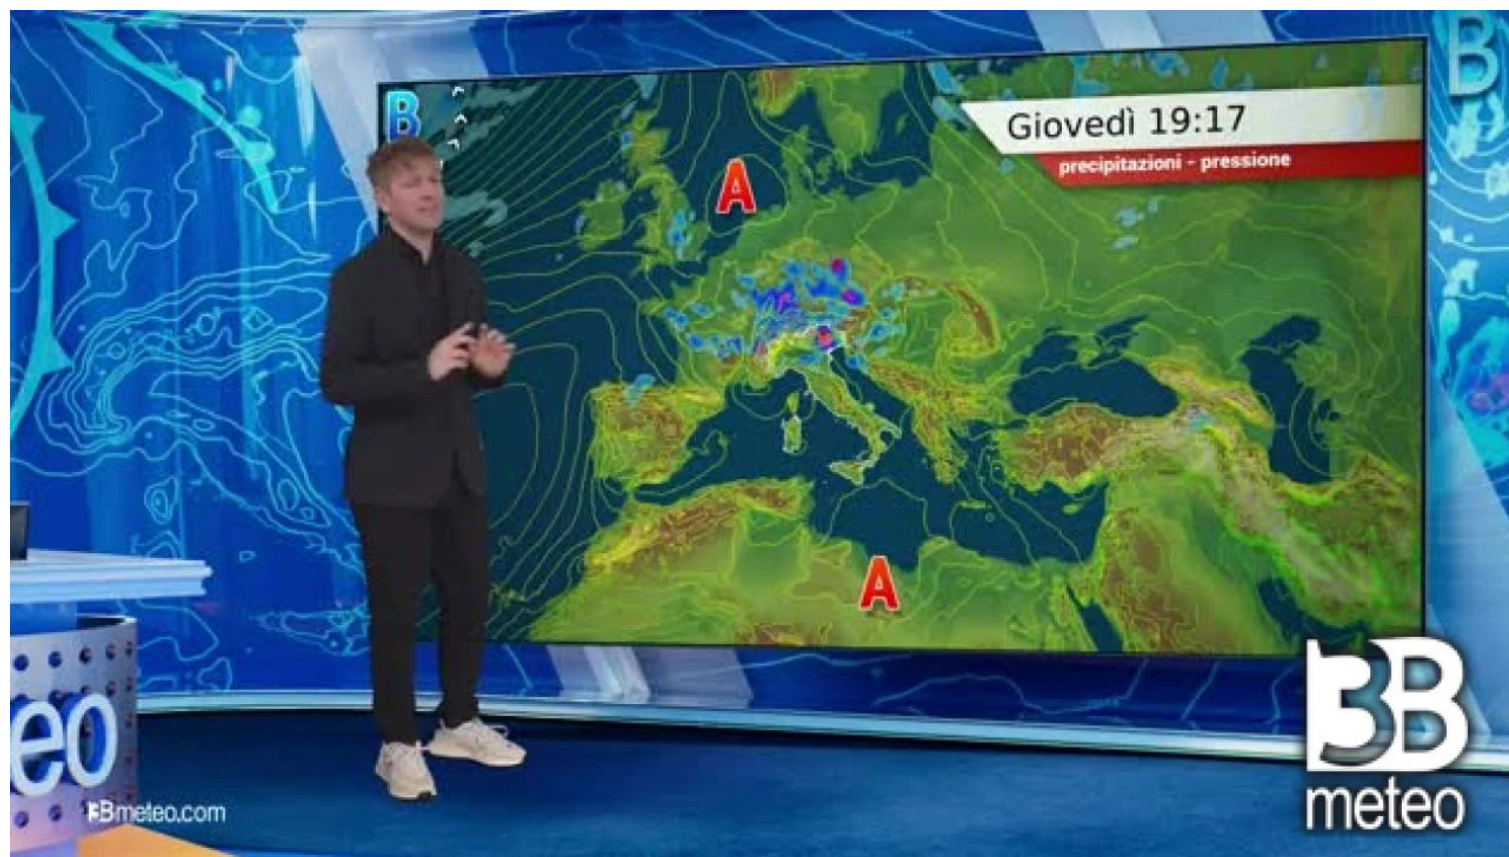 B
B
Giovedì 19:17
precipitazioni - pressione
A
A
3B
meteo
eo
3Bmeteo.com